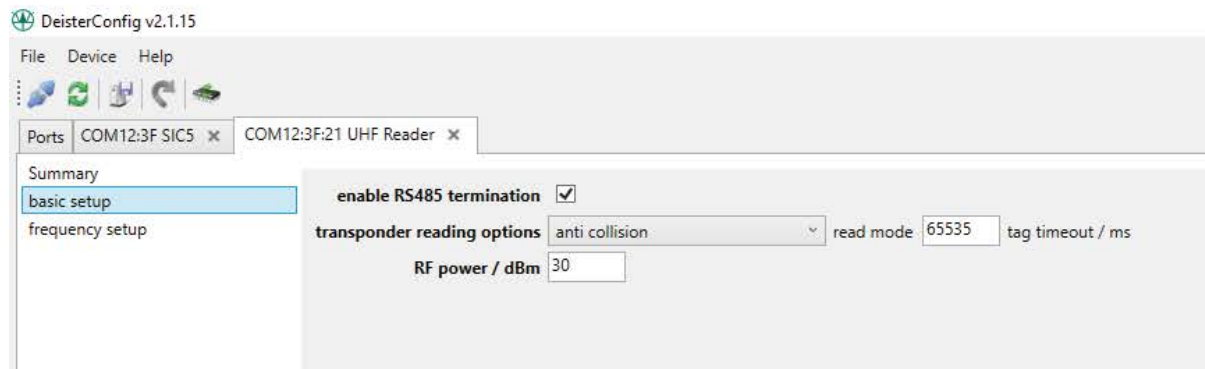 DeisterConfig v2.1.15
File Device Help
Ports COM12:3F SIC5 COM12:3F:21 UHF Reader
Summary
basic setup
frequency setup
enable RS485 termination
transponder reading options anti collision read mode 65535 tag timeout / ms
RF power / dBm 30